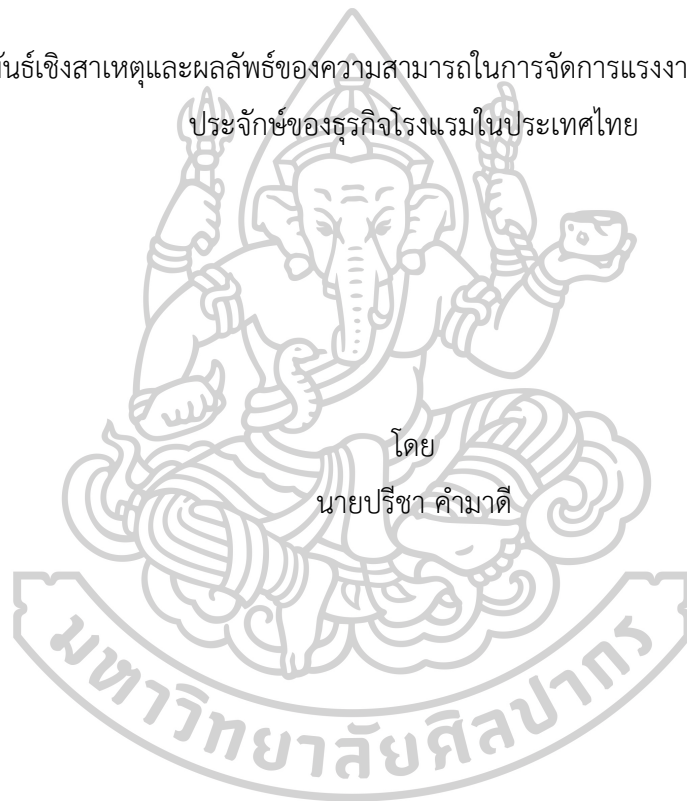 พันธ์เชิงสาเหตุและผลลัพธ์ของความสามารถในการจัดการแรงงา
ประจักษ์ของธุรกิจโรงแรมในประเทศไทย
โดย
นายปรีชา คำมาดี
มหาวิทยาลัยศิลปากร